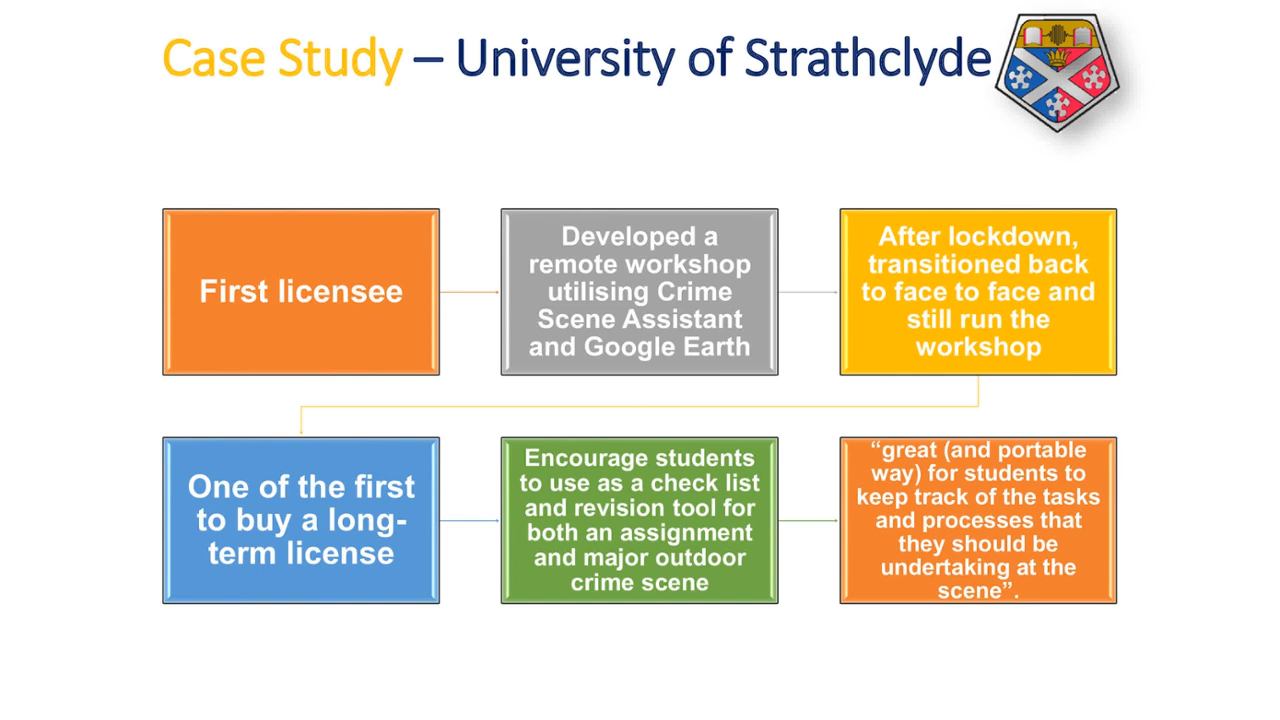 Case Study – University of Strathclyde
First licensee
Developed a
remote workshop
utilising Crime
Scene Assistant
and Google Earth
After lockdown,
transitioned back
to face to face and
still run the
workshop
One of the first
to buy a long-
term license
Encourage students
to use as a check list
and revision tool for
both an assignment
and major outdoor
crime scene
“great (and portable
way) for students to
keep track of the tasks
and processes that
they should be
undertaking at the
scene”.